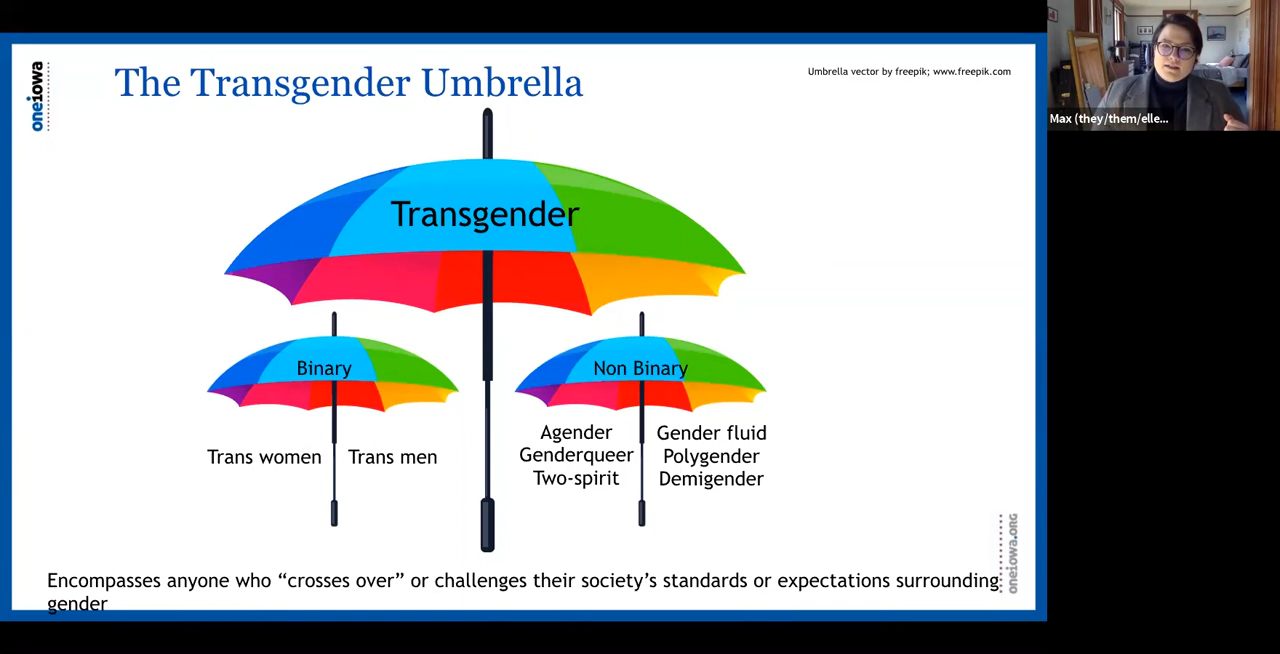 The Transgender Umbrella
Umbrella vector by freepik; www.freepik.com
oneiowa
Max (they/them/elle...
Transgender
Binary
Non Binary
Trans women
Trans men
Agender
Genderqueer
Two-spirit
Gender fluid
Polygender
Demigender
oneiowa.ORG
Encompasses anyone who “crosses over” or challenges their society’s standards or expectations surrounding
gender